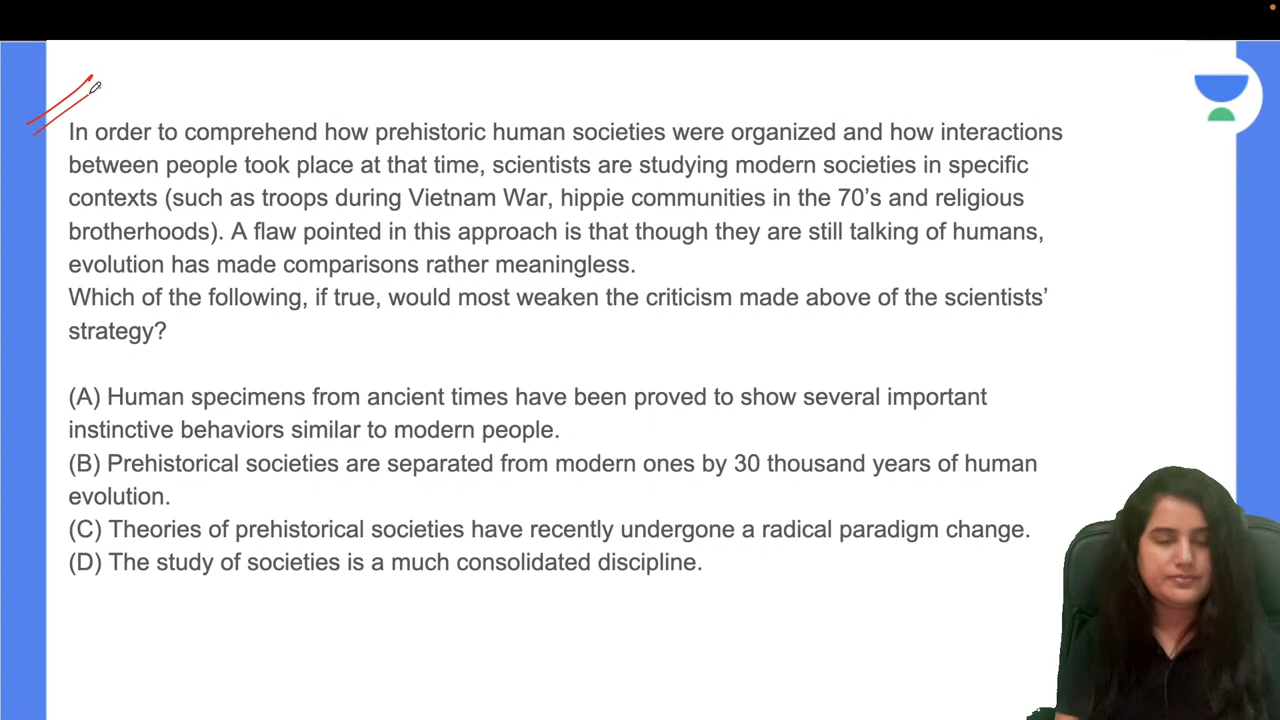 In order to comprehend how prehistoric human societies were organized and how interactions
between people took place at that time, scientists are studying modern societies in specific
contexts (such as troops during Vietnam War, hippie communities in the 70’s and religious
brotherhoods). A flaw pointed in this approach is that though they are still talking of humans,
evolution has made comparisons rather meaningless.
Which of the following, if true, would most weaken the criticism made above of the scientists’
strategy?
(A) Human specimens from ancient times have been proved to show several important
instinctive behaviors similar to modern people.
(B) Prehistorical societies are separated from modern ones by 30 thousand years of human
evolution.
(C) Theories of prehistorical societies have recently undergone a radical paradigm change.
(D) The study of societies is a much consolidated discipline.